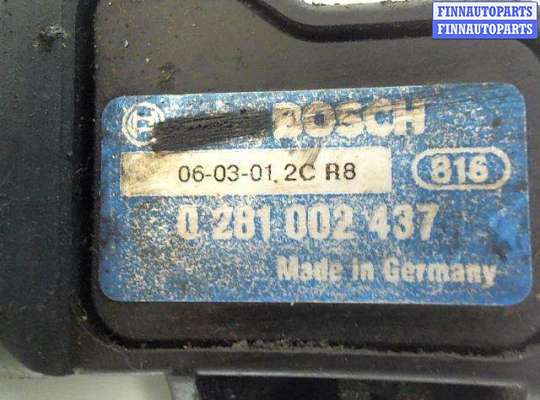 FINNAUTOPARTS
FINNAUTOPARTS
BOSCH
06-03-01.2C R8
816
0 281 002 437
Made in Germany